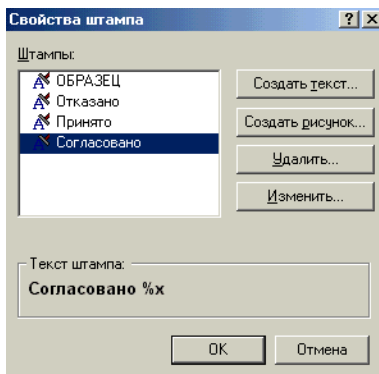 Свойства штампа
Штампы:
ОБРАЗЕЦ
Отказано
Принято
Согласовано
Создать текст...
Создать рисунок...
Удалить...
Изменить...
Текст штампа:
Согласовано %x
OK
Отмена